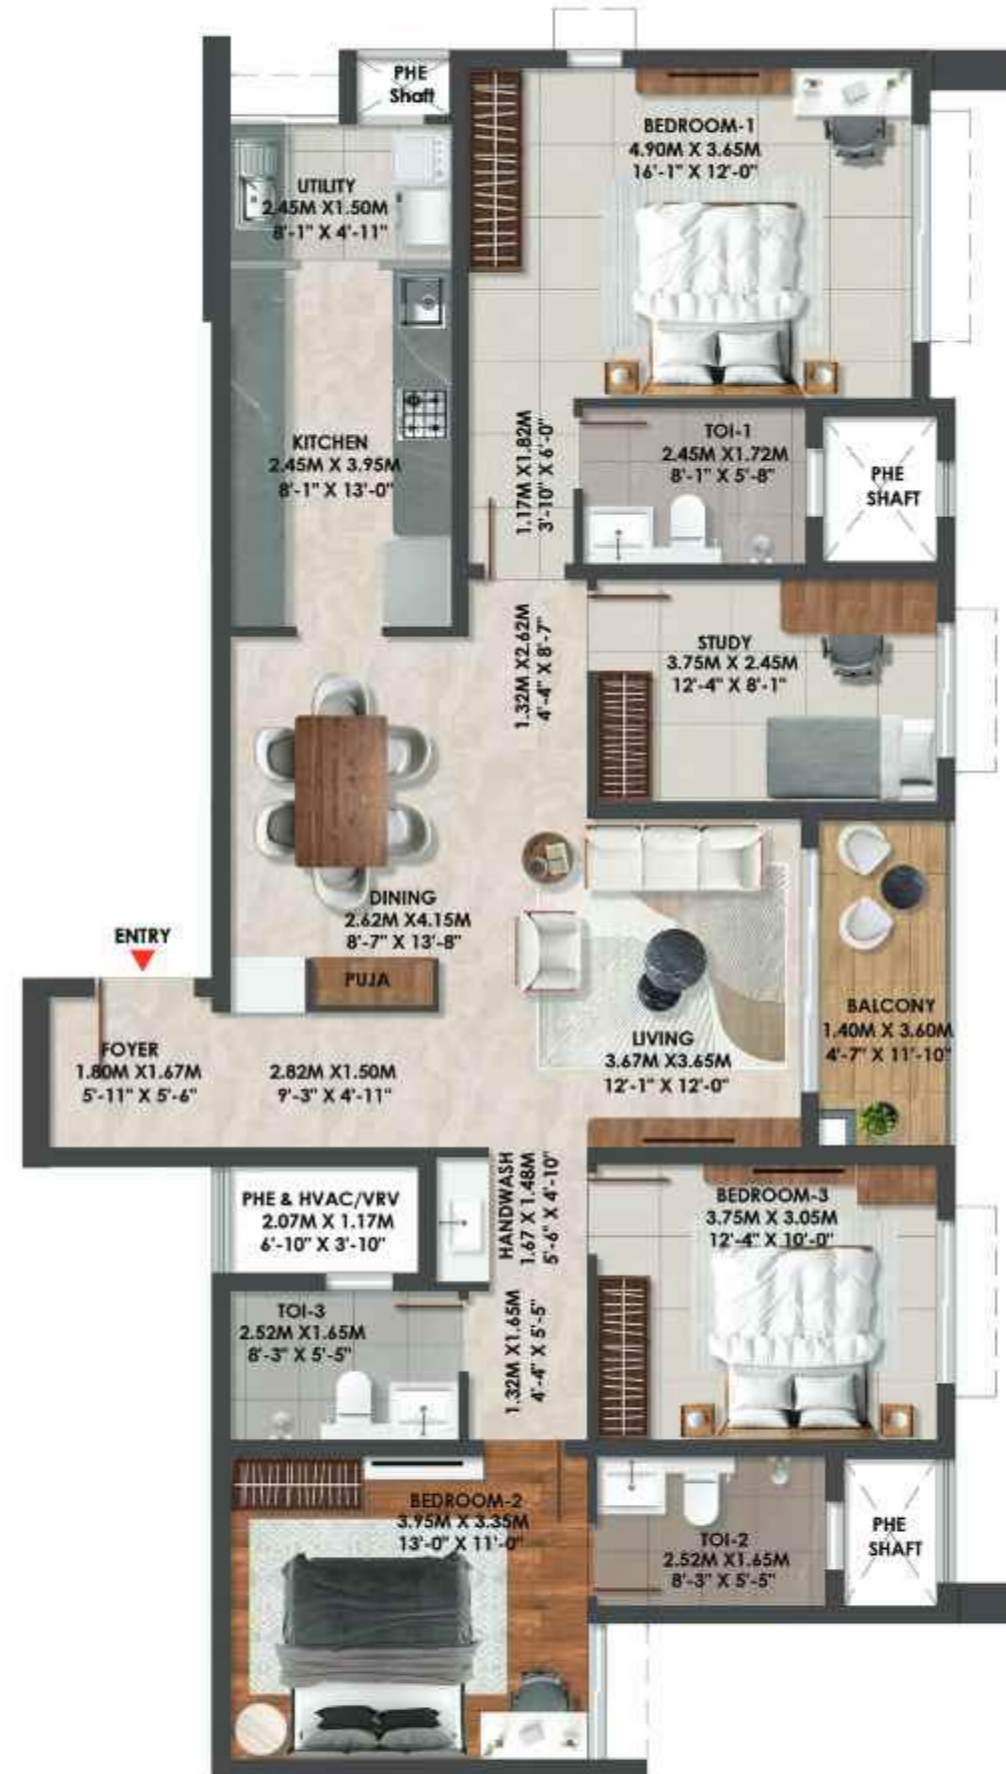 PHE
Shaft
BEDROOM-1
4.90M X 3.65M
16'-1" X 12'-0"
UTILITY
2.45M X1.50M
8'-1" X 4'-11"
KITCHEN
2.45M X 3.95M
8'-1" X 13'-0"
1.17M X1.82M
3'-10" X 6'-0"
TOI-1
2.45M X1.72M
8'-1" X 5'-8"
PHE
SHAFT
1.32M X2.62M
4'-4" X 8'-7"
STUDY
3.75M X 2.45M
12'-4" X 8'-1"
DINING
2.62M X4.15M
8'-7" X 13'-8"
PUJA
ENTRY
FOYER
1.80M X1.67M
5'-11" X 5'-6"
2.82M X1.50M
9'-3" X 4'-11"
LIVING
3.67M X3.65M
12'-1" X 12'-0"
BALCONY
1.40M X 3.60M
4'-7" X 11'-10"
PHE & HVAC/VRV
2.07M X 1.17M
6'-10" X 3'-10"
HANDWASH
1.67 X 1.48M
5'-6" X 4'-10"
BEDROOM-3
3.75M X 3.05M
12'-4" X 10'-0"
TOI-3
2.52M X1.65M
8'-3" X 5'-5"
1.32M X1.65M
4'-4" X 5'-5"
BEDROOM-2
3.95M X 3.35M
13'-0" X 11'-0"
TOI-2
2.52M X1.65M
8'-3" X 5'-5"
PHE
SHAFT